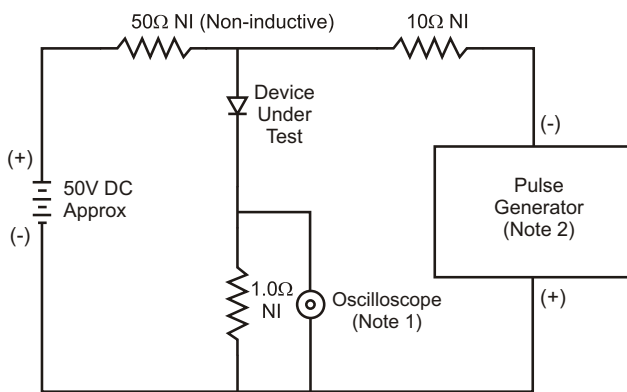 50Ω NI (Non-inductive)
10Ω NI
Device
Under
Test
(+)
50V DC
Approx
(-)
(-)
Pulse
Generator
(Note 2)
(+)
1.0Ω
NI
Oscilloscope
(Note 1)